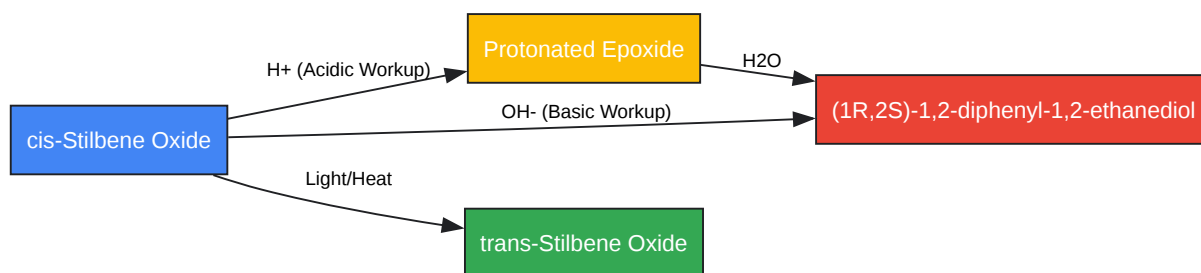 Protonated Epoxide
H+ (Acidic Workup)
H2O
cis-Stilbene Oxide
OH- (Basic Workup)
(1R,2S)-1,2-diphenyl-1,2-ethanediol
Light/Heat
trans-Stilbene Oxide